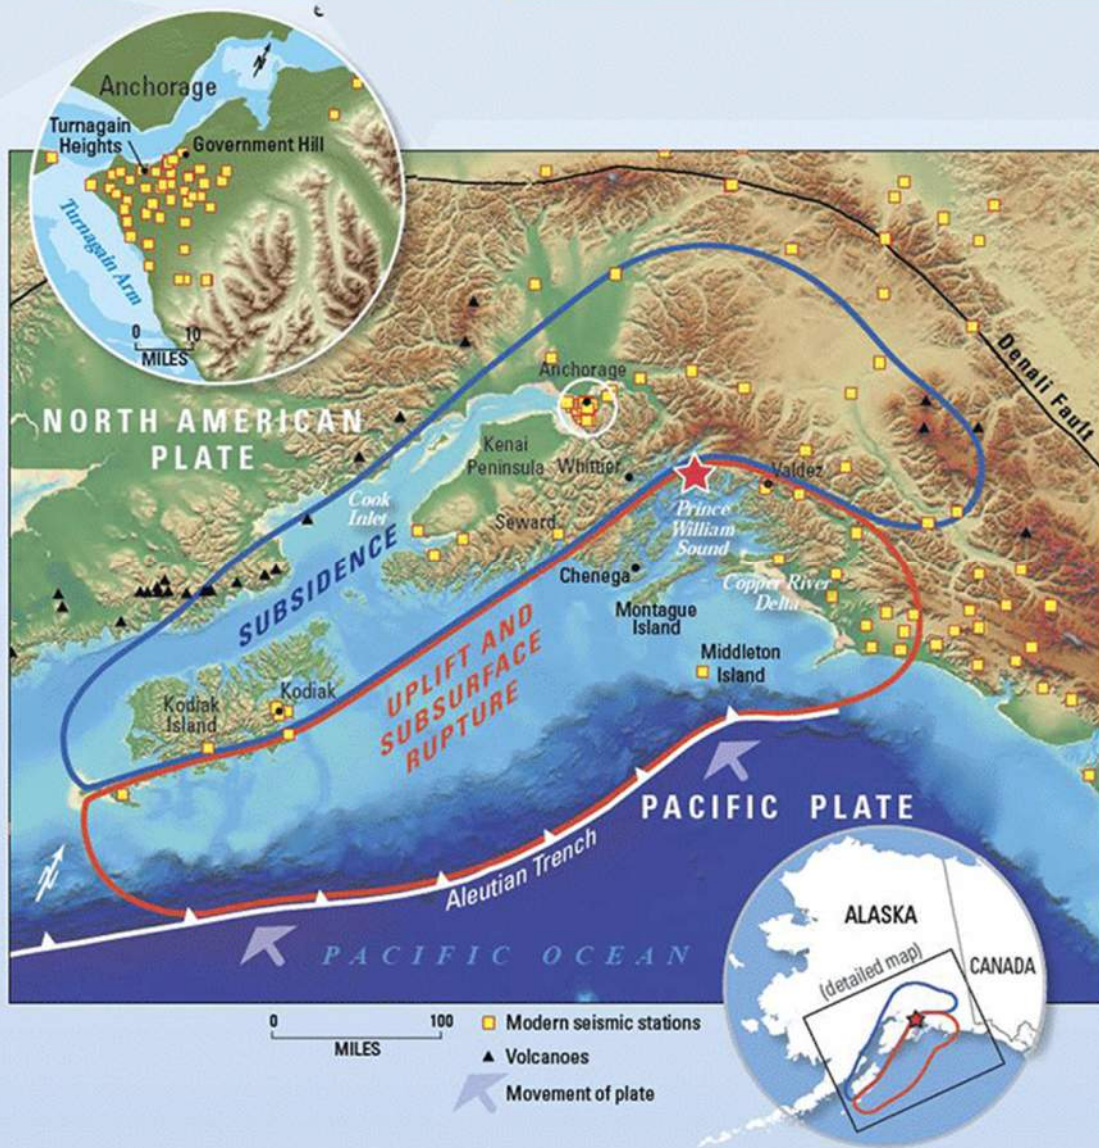 Anchorage
Turnagain
Heights
Government Hill
Turnagain Arm
0 10
MILES
N
NORTH AMERICAN
PLATE
Denali Fault
Anchorage
Kenai
Peninsula
Whittier
Valdez
Cook
Inlet
Seward
Prince
William
Sound
SUBSIDENCE
Chenega
Copper River
Delta
Montague
Island
Middleton
Island
UPLIFT AND
SUBSURFACE
RUPTURE
Kodiak
Kodiak
Island
N
PACIFIC PLATE
Aleutian Trench
PACIFIC OCEAN
ALASKA
CANADA
(detailed map)
0 100
MILES
Modern seismic stations
Volcanoes
Movement of plate